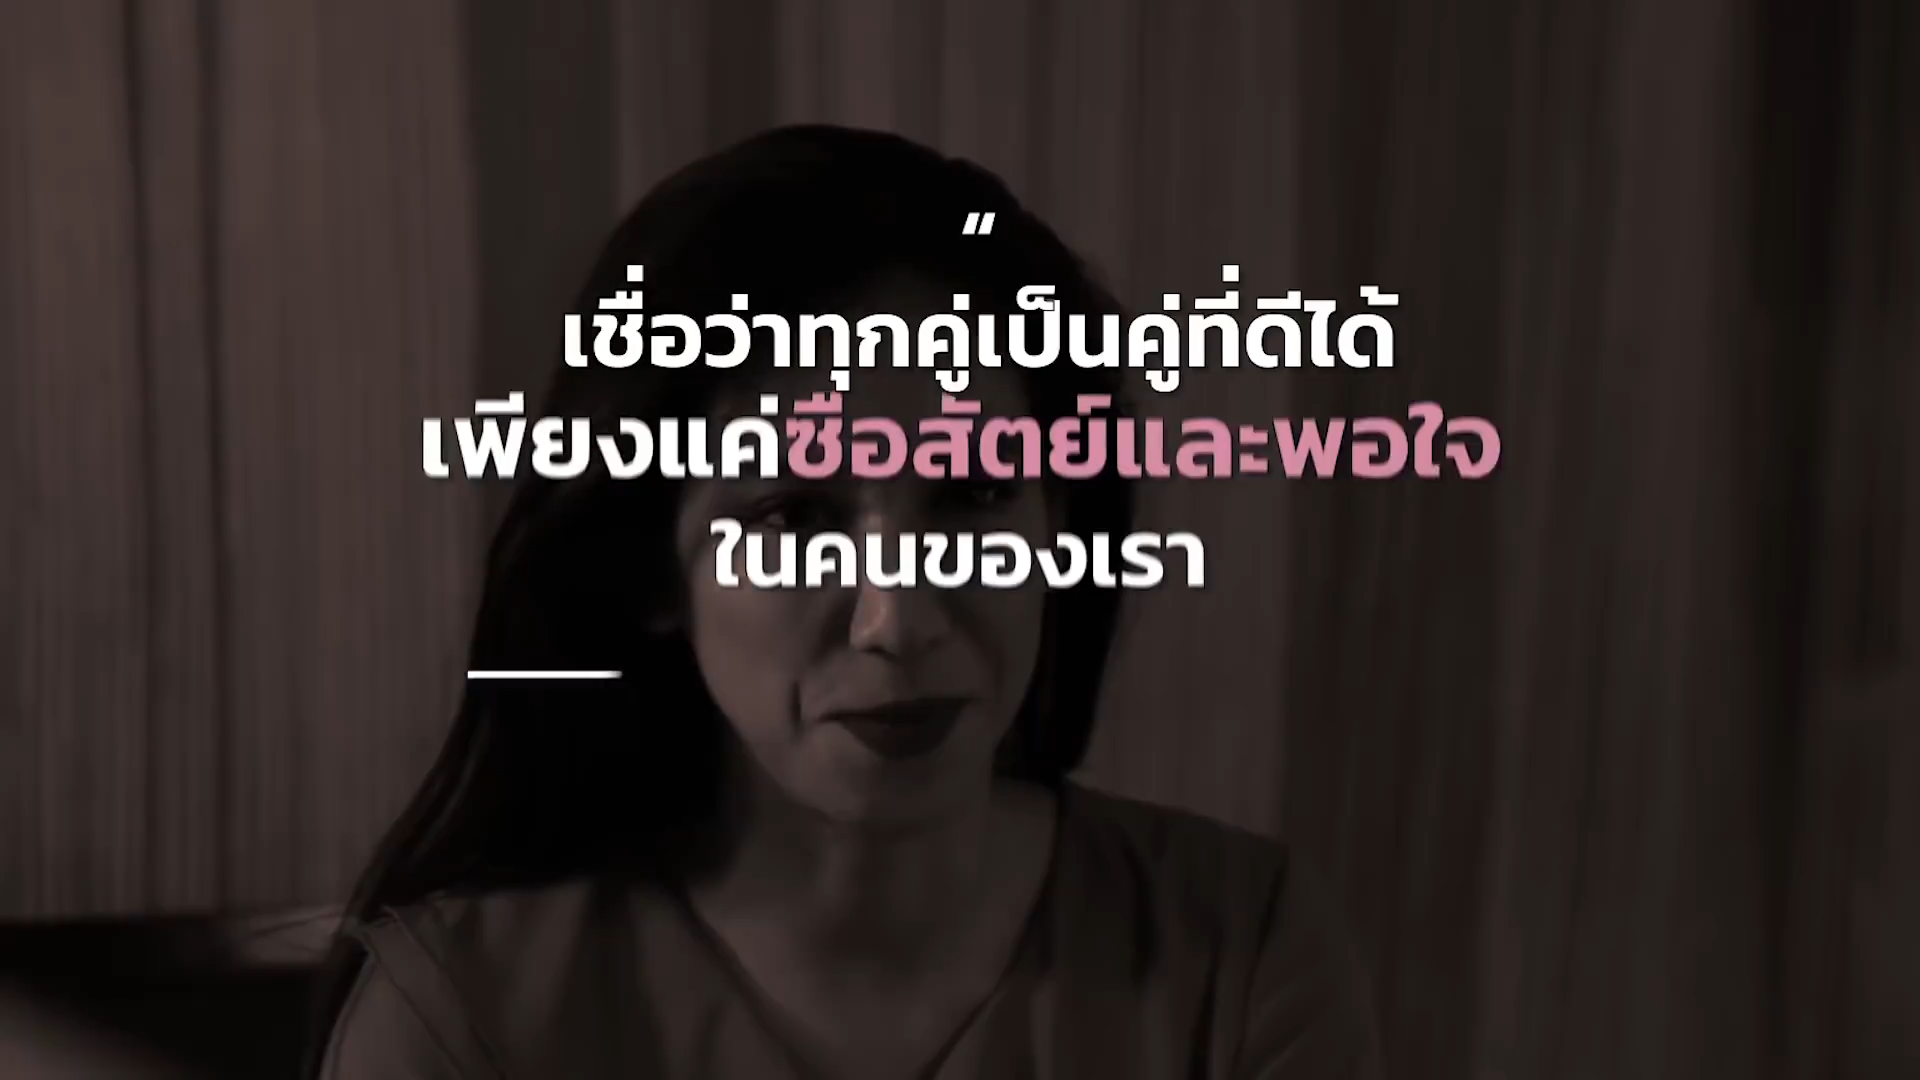 “
เชื่อว่าทุกคู่เป็นคู่ที่ดีได้
เพียงแค่ซื่อสัตย์และพอใจ
ในคนของเรา